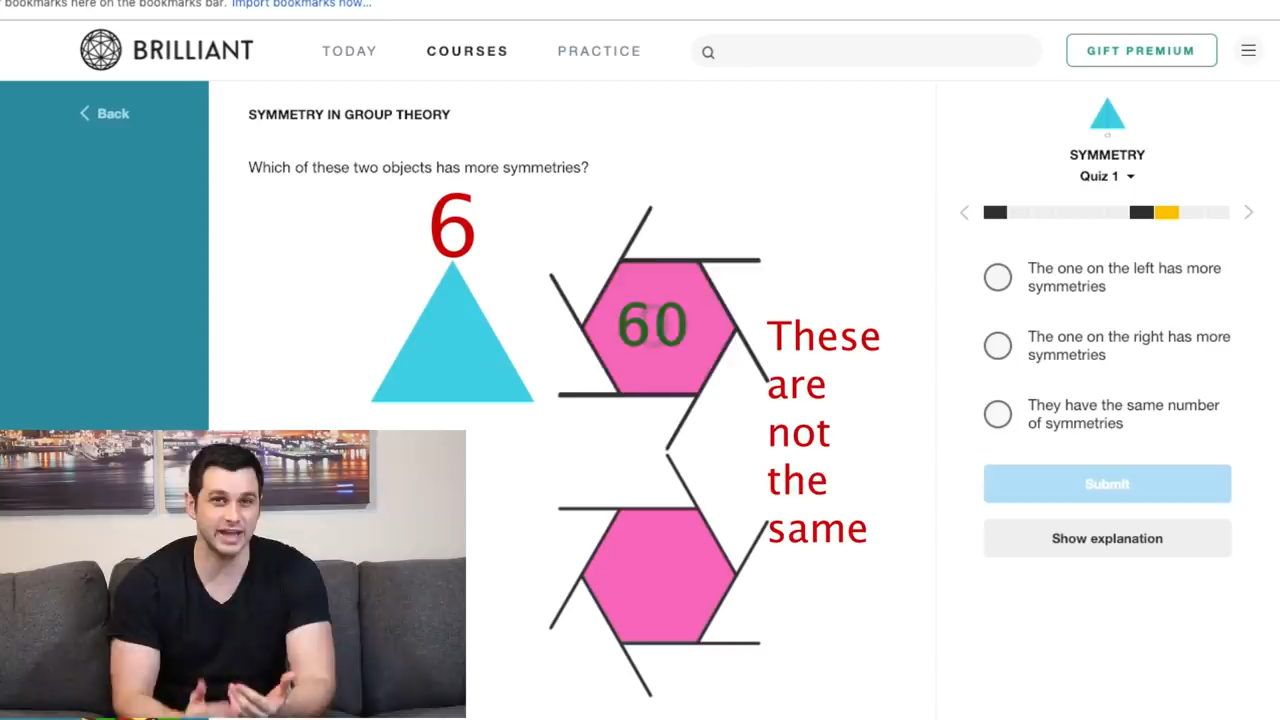 bookmarks here on the bookmarks bar. Import bookmarks now...
BRILLIANT
TODAY
COURSES
PRACTICE
GIFT PREMIUM
Back
SYMMETRY IN GROUP THEORY
Which of these two objects has more symmetries?
6
60
These
are
not
the
same
SYMMETRY
Quiz 1
The one on the left has more
symmetries
The one on the right has more
symmetries
They have the same number
of symmetries
Submit
Show explanation